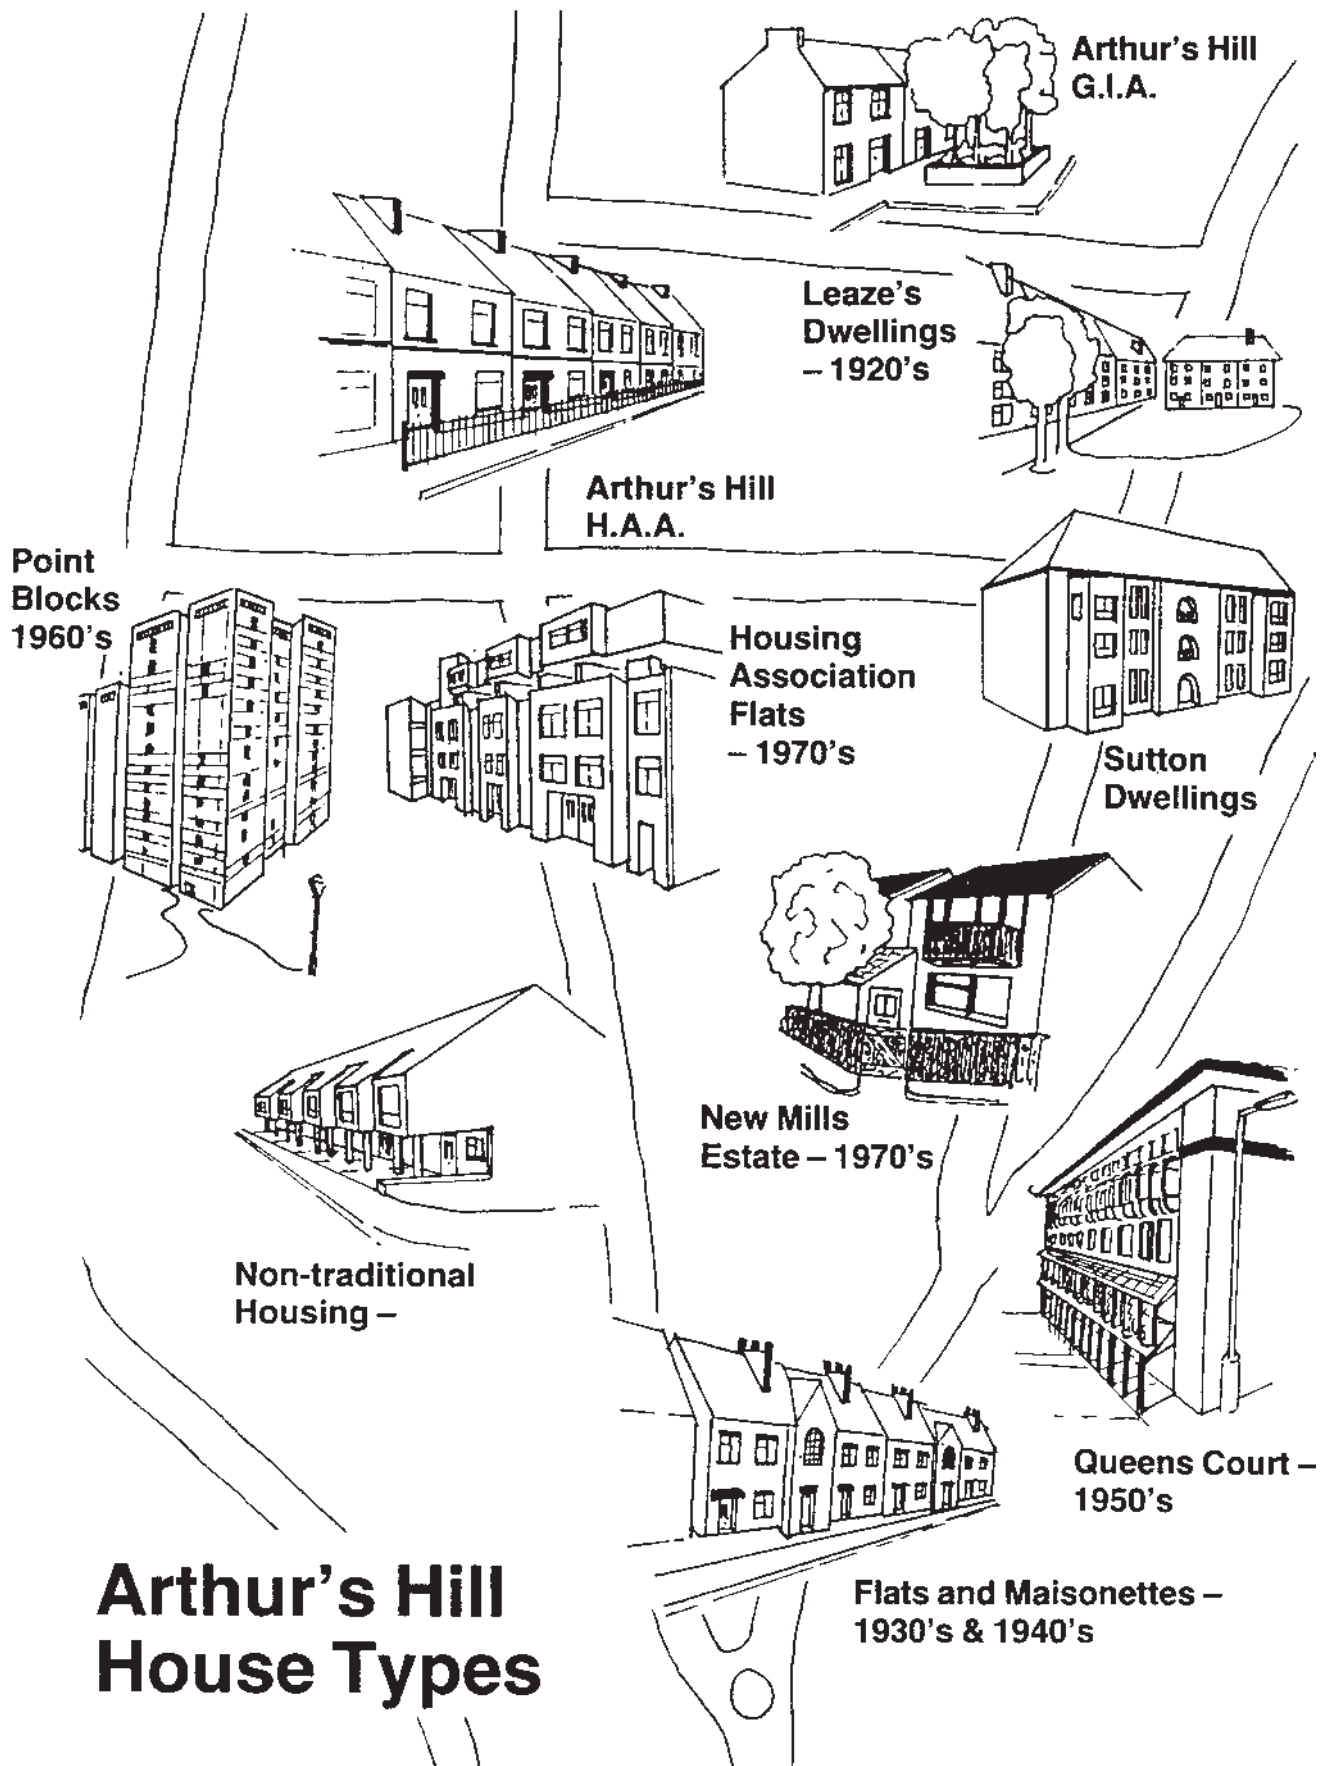 Arthur's Hill
G.I.A.
Leaze's
Dwellings
– 1920's
Arthur's Hill
H.A.A.
Point
Blocks
1960's
Housing
Association
Flats
– 1970's
Sutton
Dwellings
New Mills
Estate – 1970's
Non-traditional
Housing –
Queens Court –
1950's
Flats and Maisonettes –
1930's & 1940's
Arthur's Hill
House Types